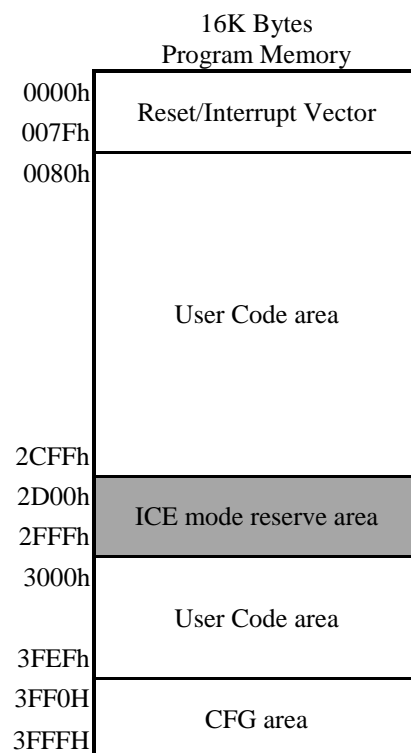 16K Bytes
Program Memory
0000h
Reset/Interrupt Vector
007Fh
0080h
User Code area
2CFFh
2D00h
ICE mode reserve area
2FFFh
3000h
User Code area
3FEFh
3FF0H
CFG area
3FFFH